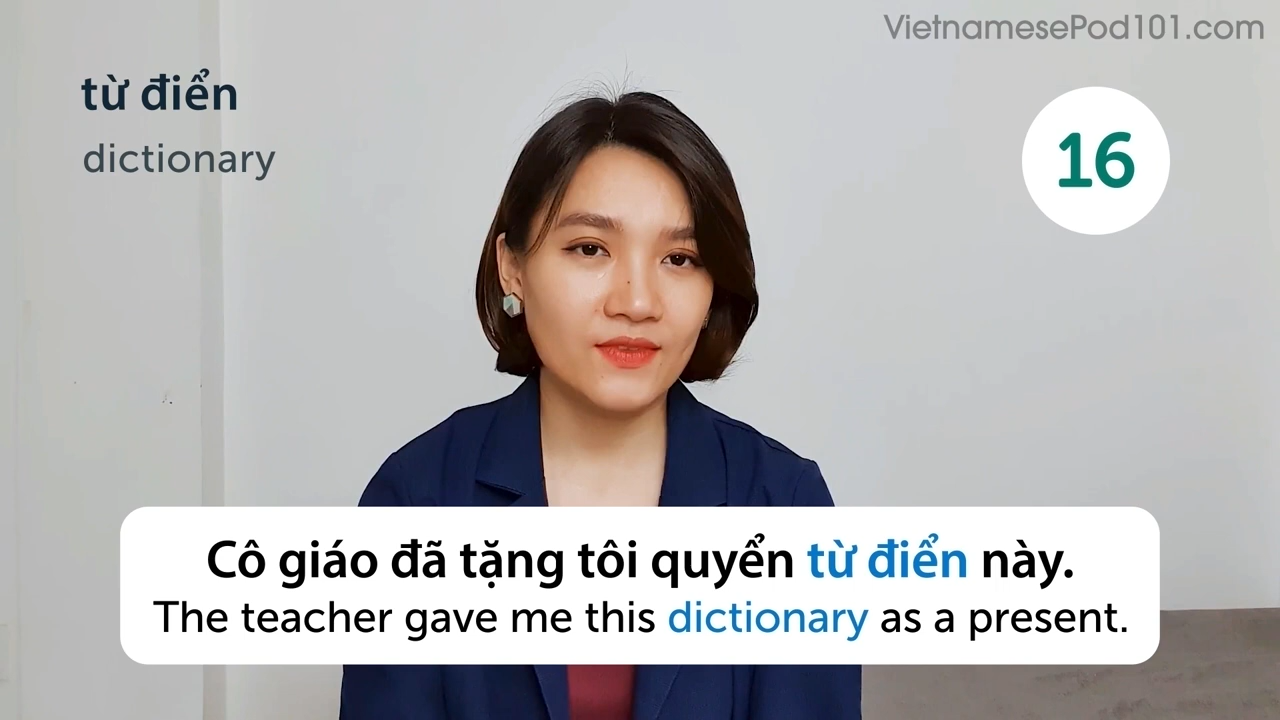 VietnamesePod101.com
từ điển
dictionary
16
Cô giáo đã tặng tôi quyển từ điển này.
The teacher gave me this dictionary as a present.